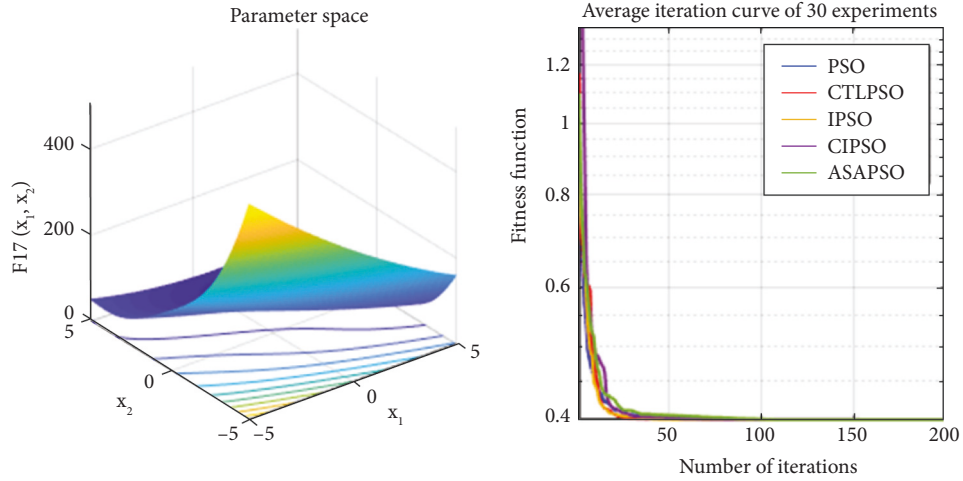 Parameter space
F17 (x1, x2)
400
200
0
5
0
−5
x2
−5
0
5
x1
Average iteration curve of 30 experiments
Fitness function
1.2
1
0.8
0.6
0.4
PSO
CTLPSO
IPSO
CIPSO
ASAPSO
50
100
150
200
Number of iterations